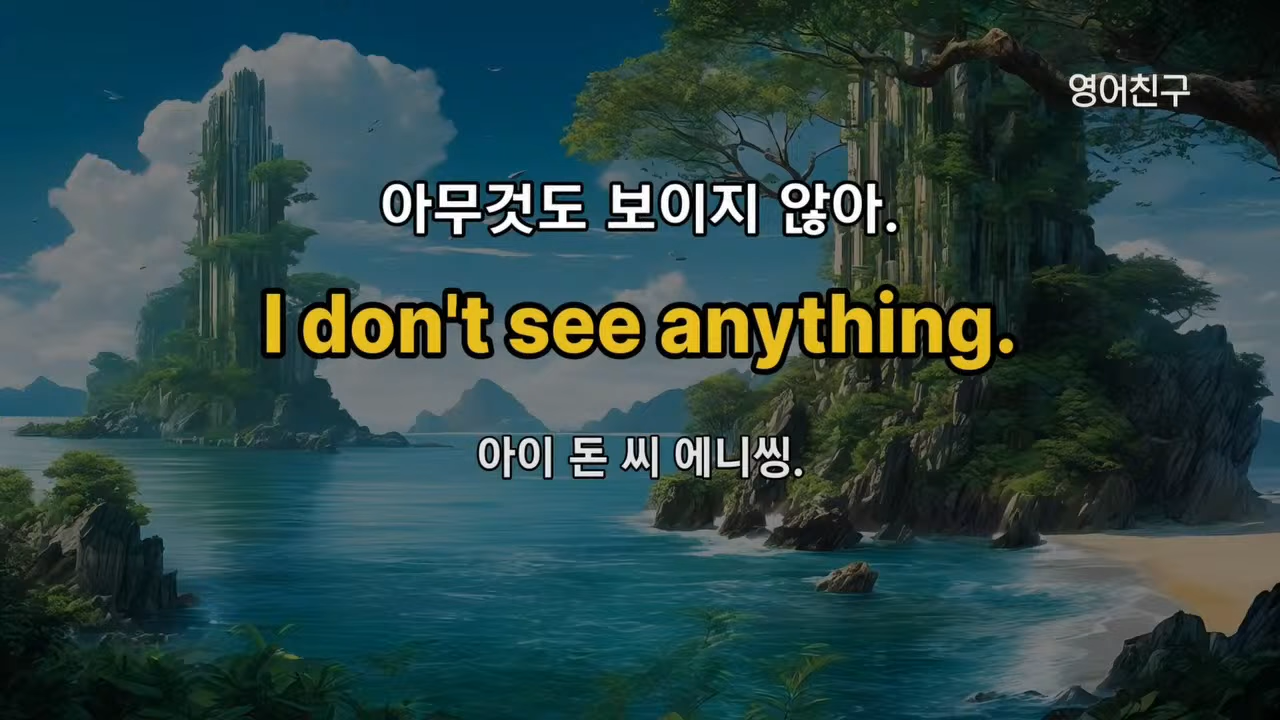 영어친구
아무것도 보이지 않아.
I don't see anything.
아이 돈 씨 에니씽.